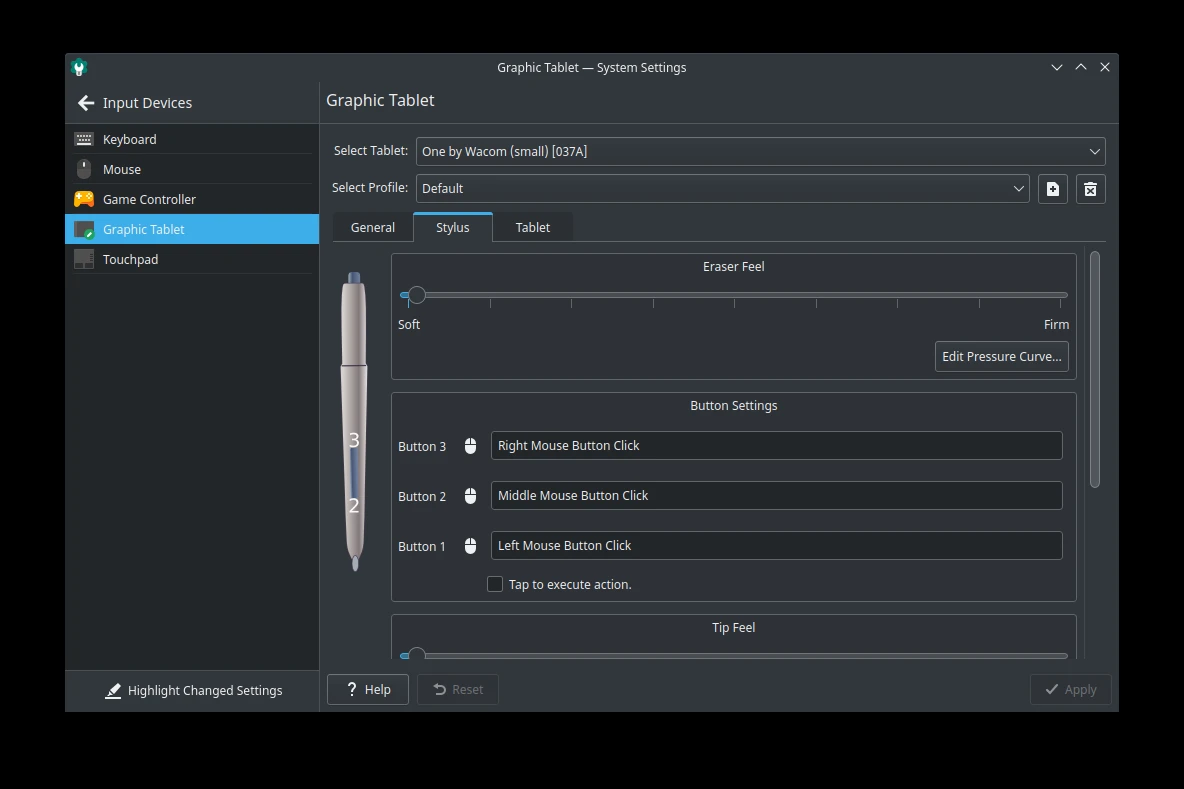 Graphic Tablet — System Settings
Input Devices
Graphic Tablet
Keyboard
Mouse
Game Controller
Graphic Tablet
Touchpad
Highlight Changed Settings
Select Tablet: One by Wacom (small) [037A]
Select Profile: Default
General Stylus Tablet
3
2
Eraser Feel
Soft Firm
Edit Pressure Curve...
Button Settings
Button 3 Right Mouse Button Click
Button 2 Middle Mouse Button Click
Button 1 Left Mouse Button Click
Tap to execute action.
Tip Feel
? Help Reset Apply